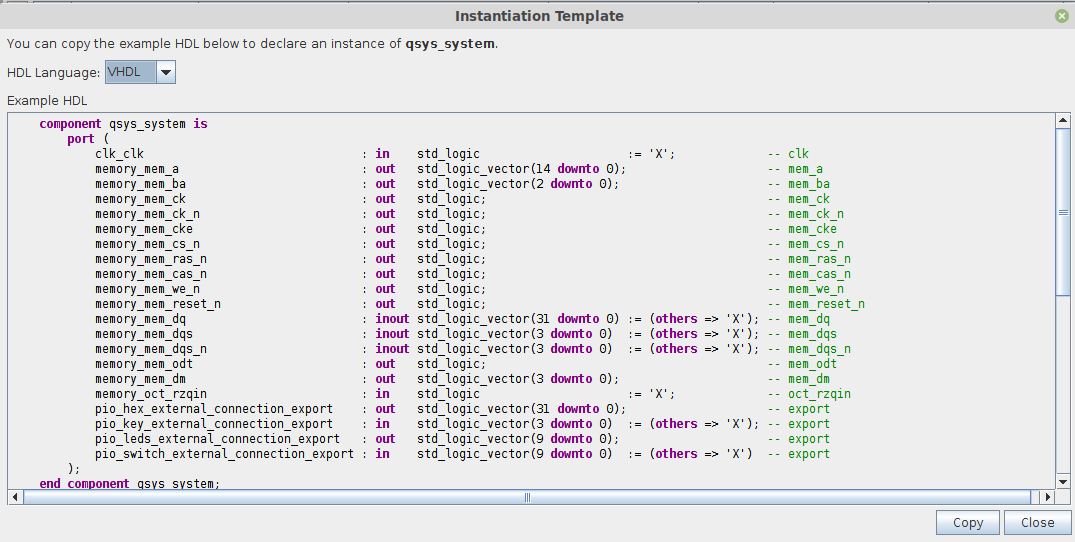 Instantiation Template
You can copy the example HDL below to declare an instance of qsys_system.
HDL Language: VHDL
Example HDL
component qsys_system is
port (
clk_clk : in std_logic := 'X'; -- clk
memory_mem_a : out std_logic_vector(14 downto 0); -- mem_a
memory_mem_ba : out std_logic_vector(2 downto 0); -- mem_ba
memory_mem_ck : out std_logic; -- mem_ck
memory_mem_ck_n : out std_logic; -- mem_ck_n
memory_mem_cke : out std_logic; -- mem_cke
memory_mem_cs_n : out std_logic; -- mem_cs_n
memory_mem_ras_n : out std_logic; -- mem_ras_n
memory_mem_cas_n : out std_logic; -- mem_cas_n
memory_mem_we_n : out std_logic; -- mem_we_n
memory_mem_reset_n : out std_logic; -- mem_reset_n
memory_mem_dq : inout std_logic_vector(31 downto 0) := (others => 'X'); -- mem_dq
memory_mem_dqs : inout std_logic_vector(3 downto 0) := (others => 'X'); -- mem_dqs
memory_mem_dqs_n : inout std_logic_vector(3 downto 0) := (others => 'X'); -- mem_dqs_n
memory_mem_odt : out std_logic; -- mem_odt
memory_mem_dm : out std_logic_vector(3 downto 0); -- mem_dm
memory_oct_rzqin : in std_logic := 'X'; -- oct_rzqin
pio_hex_external_connection_export : out std_logic_vector(31 downto 0); -- export
pio_key_external_connection_export : in std_logic_vector(3 downto 0) := (others => 'X'); -- export
pio_leds_external_connection_export : out std_logic_vector(9 downto 0); -- export
pio_switch_external_connection_export : in std_logic_vector(9 downto 0) := (others => 'X') -- export
);
end component qsys_system;
Copy Close